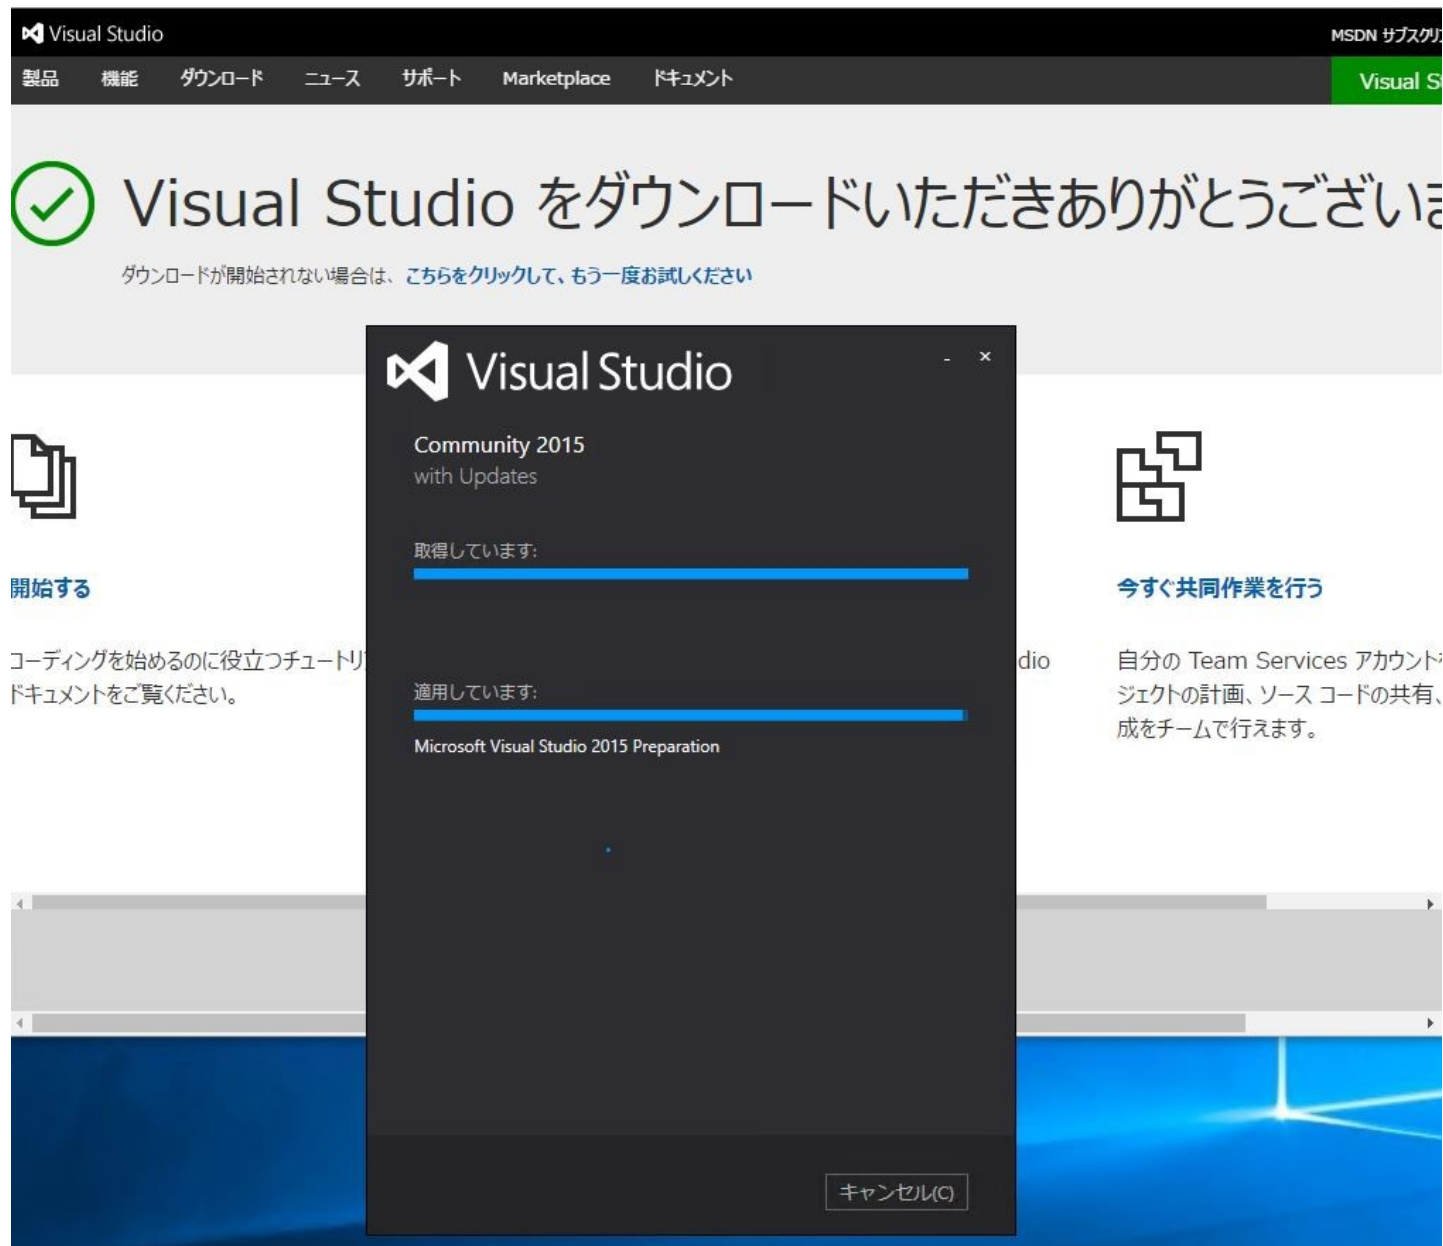 Visual Studio
MSDN サブスクリ
製品 機能 ダウンロード ニュース サポート Marketplace ドキュメント
Visual S
Visual Studio をダウンロードいただきありがとうござい
ダウンロードが開始されない場合は、こちらをクリックして、もう一度お試しください
Visual Studio
Community 2015
with Updates
取得しています:
適用しています:
Microsoft Visual Studio 2015 Preparation
キャンセル(C)
開始する
コーディングを始めるのに役立つチュートリ
ドキュメントをご覧ください。
dio
今すぐ共同作業を行う
自分の Team Services アカウント
ジェクトの計画、ソース コードの共有、
成をチームで行えます。